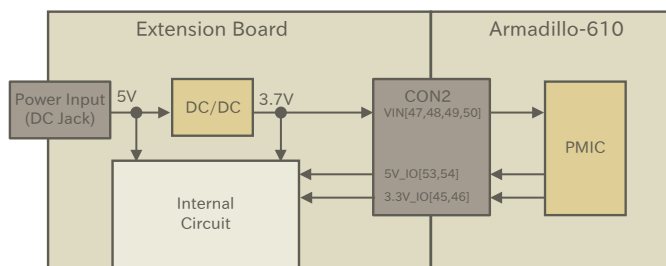 Extension Board
Armadillo-610
Power Input
(DC Jack)
5V
DC/DC
3.7V
CON2
VIN[47,48,49,50]
PMIC
5V_IO[53,54]
3.3V_IO[45,46]
Internal
Circuit